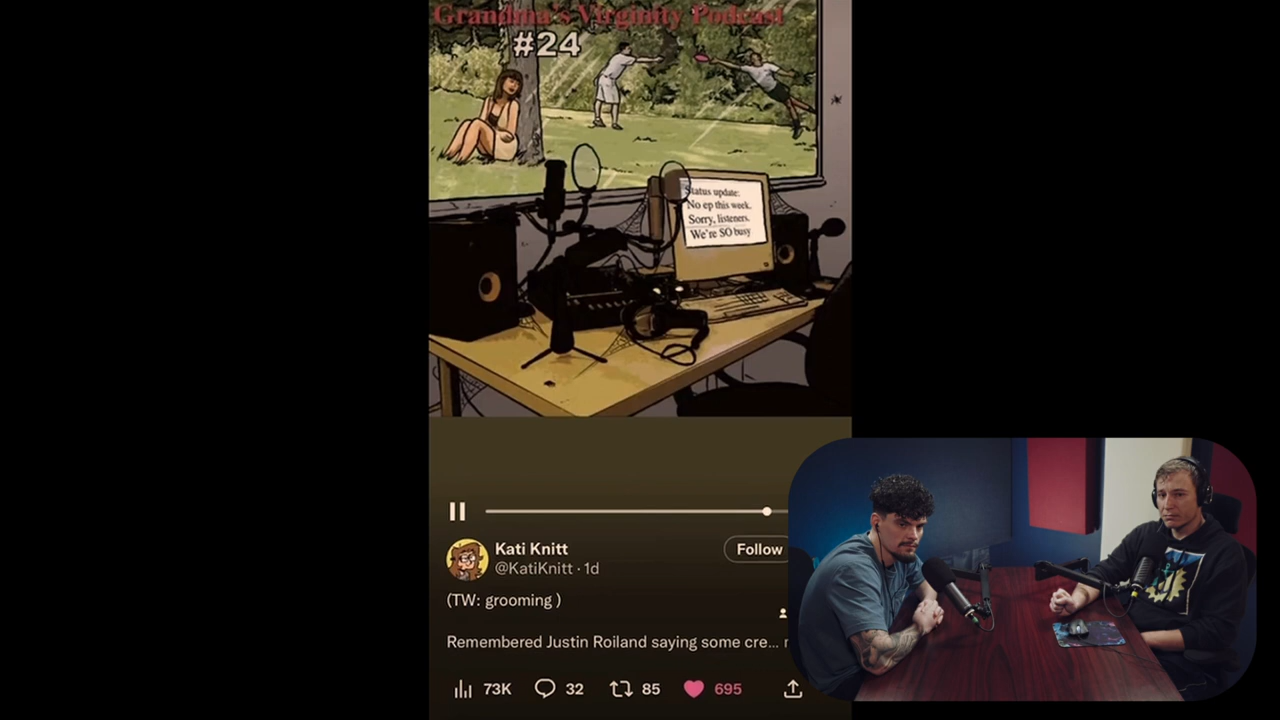 Grandma's Virginity Podcast
#24
Status update:
No ep this week.
Sorry, listeners.
We're SO busy
Kati Knitt
@KatiKnitt · 1d
Follow
(TW: grooming )
Remembered Justin Roiland saying some cre...
73K
32
85
695